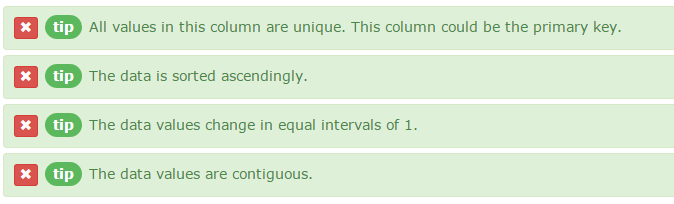 tip All values in this column are unique. This column could be the primary key.
tip The data is sorted ascendingly.
tip The data values change in equal intervals of 1.
tip The data values are contiguous.